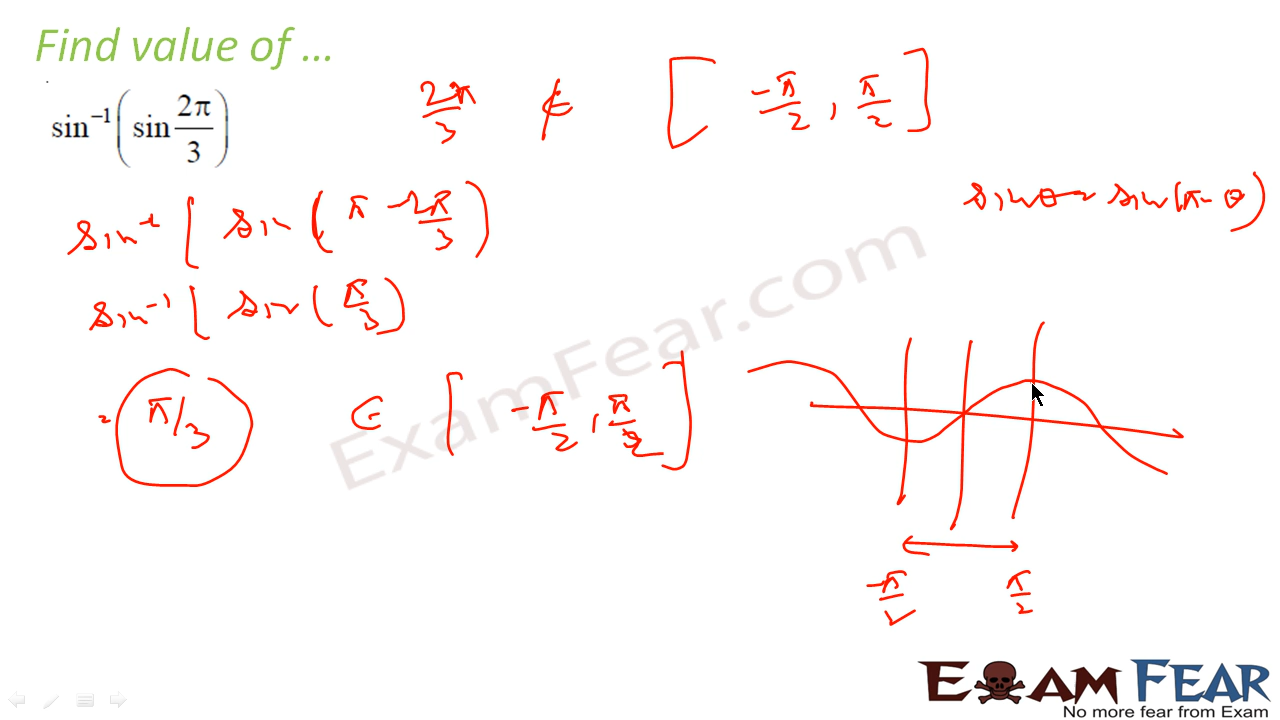 Find value of ...
sin⁻¹(sin 2π/3)
2π/3 ∉ [-π/2, π/2]
sinθ = sin(π-θ)
sin⁻¹[sin(π-2π/3)
sin⁻¹[sin(π/3)
= π/3 ∈ [-π/2, π/2]
-π/2 π/2
ExamFear.com
EXAM FEAR
No more fear from Exam